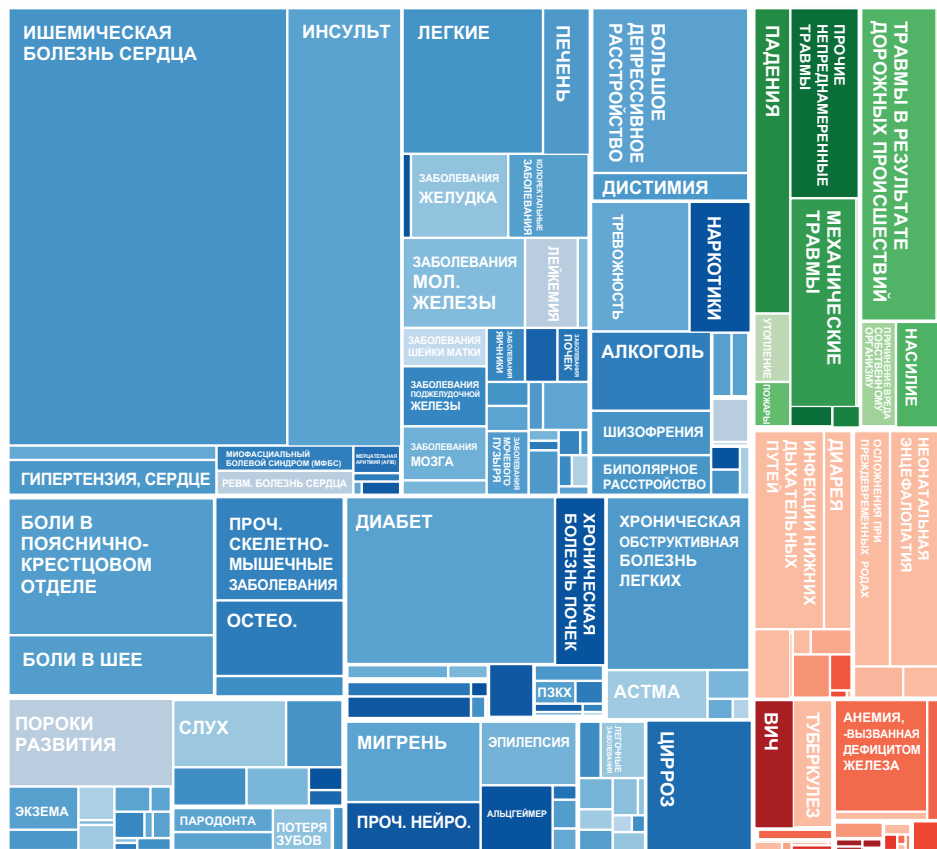 ИШЕМИЧЕСКАЯ
БОЛЕЗНЬ СЕРДЦА
ИНСУЛЬТ
ГИПЕРТЕНЗИЯ, СЕРДЦЕ
МИОФАСЦИАЛЬНЫЙ
БОЛЕВОЙ СИНДРОМ (МФБС)
РЕВМ. БОЛЕЗНЬ СЕРДЦА
МЕРЦАТЕЛЬНАЯ
АРИТМИЯ (AFIB)
ЛЕГКИЕ
ПЕЧЕНЬ
ЗАБОЛЕВАНИЯ
ЖЕЛУДКА
КОЛОРЕКТАЛЬНЫЕ
ЗАБОЛЕВАНИЯ
ЗАБОЛЕВАНИЯ
МОЛ.
ЖЕЛЕЗЫ
ЛЕЙКЕМИЯ
ЗАБОЛЕВАНИЯ
ШЕЙКИ МАТКИ
ЗАБОЛЕВАНИЯ
ЯИЧНИКИ
ЗАБОЛЕВАНИЯ
ПОЧЕК
ЗАБОЛЕВАНИЯ
ПОДЖЕЛУДОЧНОЙ
ЖЕЛЕЗЫ
ЗАБОЛЕВАНИЯ
МОЗГА
ЗАБОЛЕВАНИЯ
МОЧЕВОГО
ПУЗЫРЯ
БОЛЬШОЕ
ДЕПРЕССИВНОЕ
РАССТРОЙСТВО
ДИСТИМИЯ
ТРЕВОЖНОСТЬ
НАРКОТИКИ
АЛКОГОЛЬ
ШИЗОФРЕНИЯ
БИПОЛЯРНОЕ
РАССТРОЙСТВО
ПАДЕНИЯ
ПРОЧИЕ
НЕПРЕДНАМЕРЕННЫЕ
ТРАВМЫ
ТРАВМЫ В РЕЗУЛЬТАТЕ
ДОРОЖНЫХ ПРОИСШЕСТВИЙ
МЕХАНИЧЕСКИЕ
ТРАВМЫ
УТОПЛЕНИЕ
ПОЖАРЫ
ПРИЧИНЕНИЕ ВРЕДА
СОБСТВЕННОМУ
ОРГАНИЗМУ
НАСИЛИЕ
БОЛИ В
ПОЯСНИЧНО-
КРЕСТЦОВОМ
ОТДЕЛЕ
БОЛИ В ШЕЕ
ПРОЧ.
СКЕЛЕТНО-
МЫШЕЧНЫЕ
ЗАБОЛЕВАНИЯ
ОСТЕО.
ДИАБЕТ
ХРОНИЧЕСКАЯ
БОЛЕЗНЬ ПОЧЕК
ПЗКХ
ХРОНИЧЕСКАЯ
ОБСТРУКТИВНАЯ
БОЛЕЗНЬ
ЛЕГКИХ
АСТМА
ИНФЕКЦИИ НИЖНИХ
ДЫХАТЕЛЬНЫХ
ПУТЕЙ
ДИАРЕЯ
ОСЛОЖНЕНИЯ ПРИ
ПРЕЖДЕВРЕМЕННЫХ РОДАХ
НЕОНАТАЛЬНАЯ
ЭНЦЕФАЛОПАТИЯ
ПОРОКИ
РАЗВИТИЯ
СЛУХ
ЭКЗЕМА
ПАРОДОНТА
ПОТЕРЯ
ЗУБОВ
МИГРЕНЬ
ЭПИЛЕПСИЯ
ПРОЧ. НЕЙРО.
АЛЬЦГЕЙМЕР
ЛЕГОЧНЫЕ
ЗАБОЛЕВАНИЯ
ЦИРРОЗ
ВИЧ
ТУБЕРКУЛЕЗ
АНЕМИЯ,
-ВЫЗВАННАЯ
ДЕФИЦИТОМ
ЖЕЛЕЗА